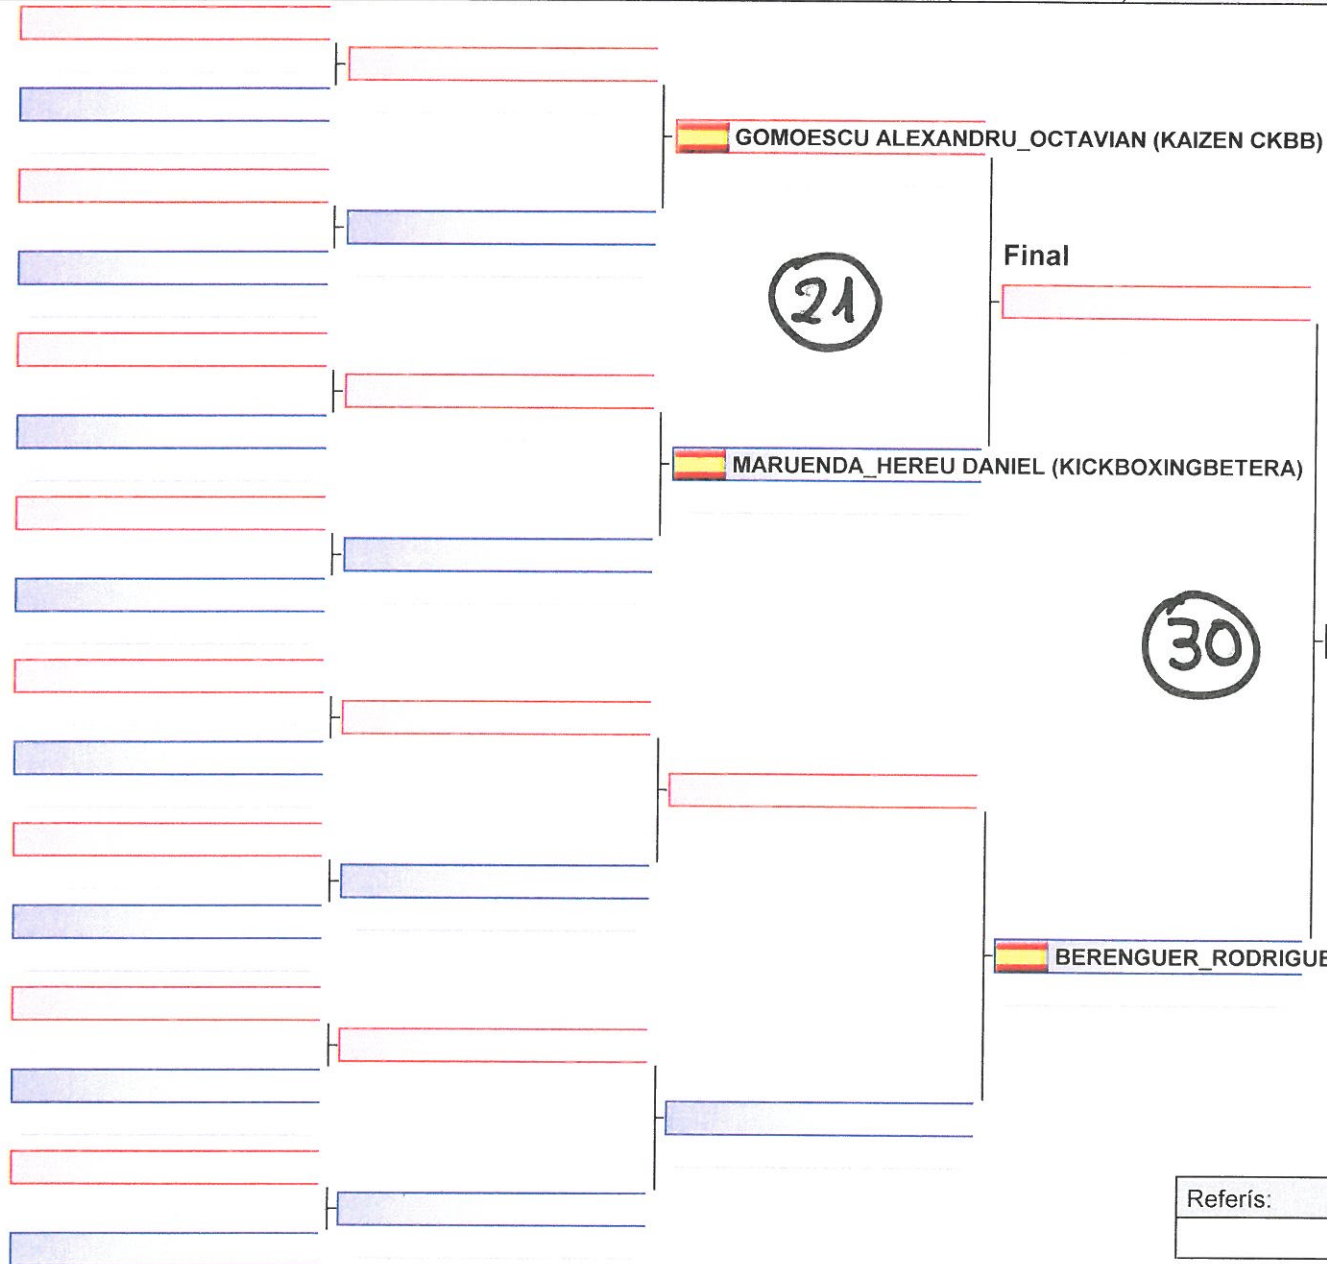 GOMOESCU ALEXANDRU_OCTAVIAN (KAIZEN CKBB)
Final
21
MARUENDA_HEREU DANIEL (KICKBOXINGBETERA)
30
BERENGUER_RODRIGUE
Referís: